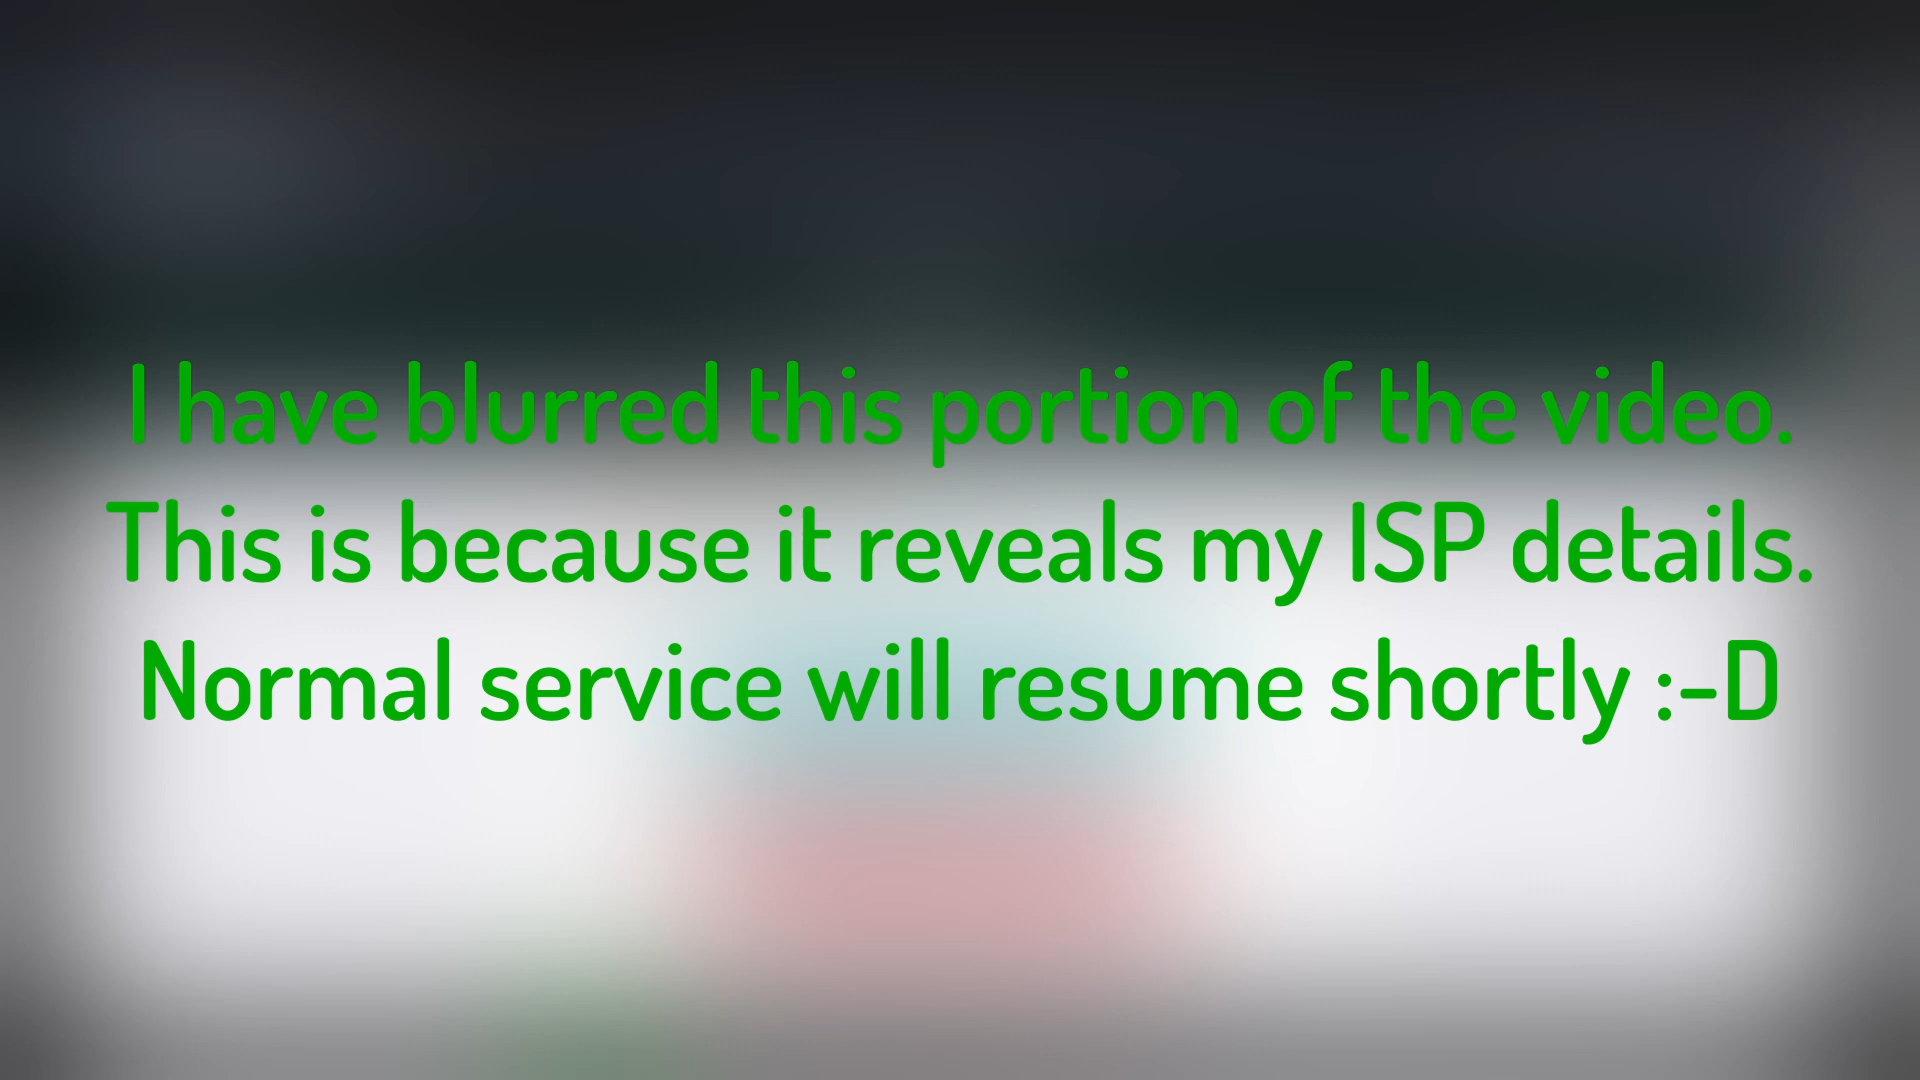 I have blurred this portion of the video.
This is because it reveals my ISP details.
Normal service will resume shortly :-D